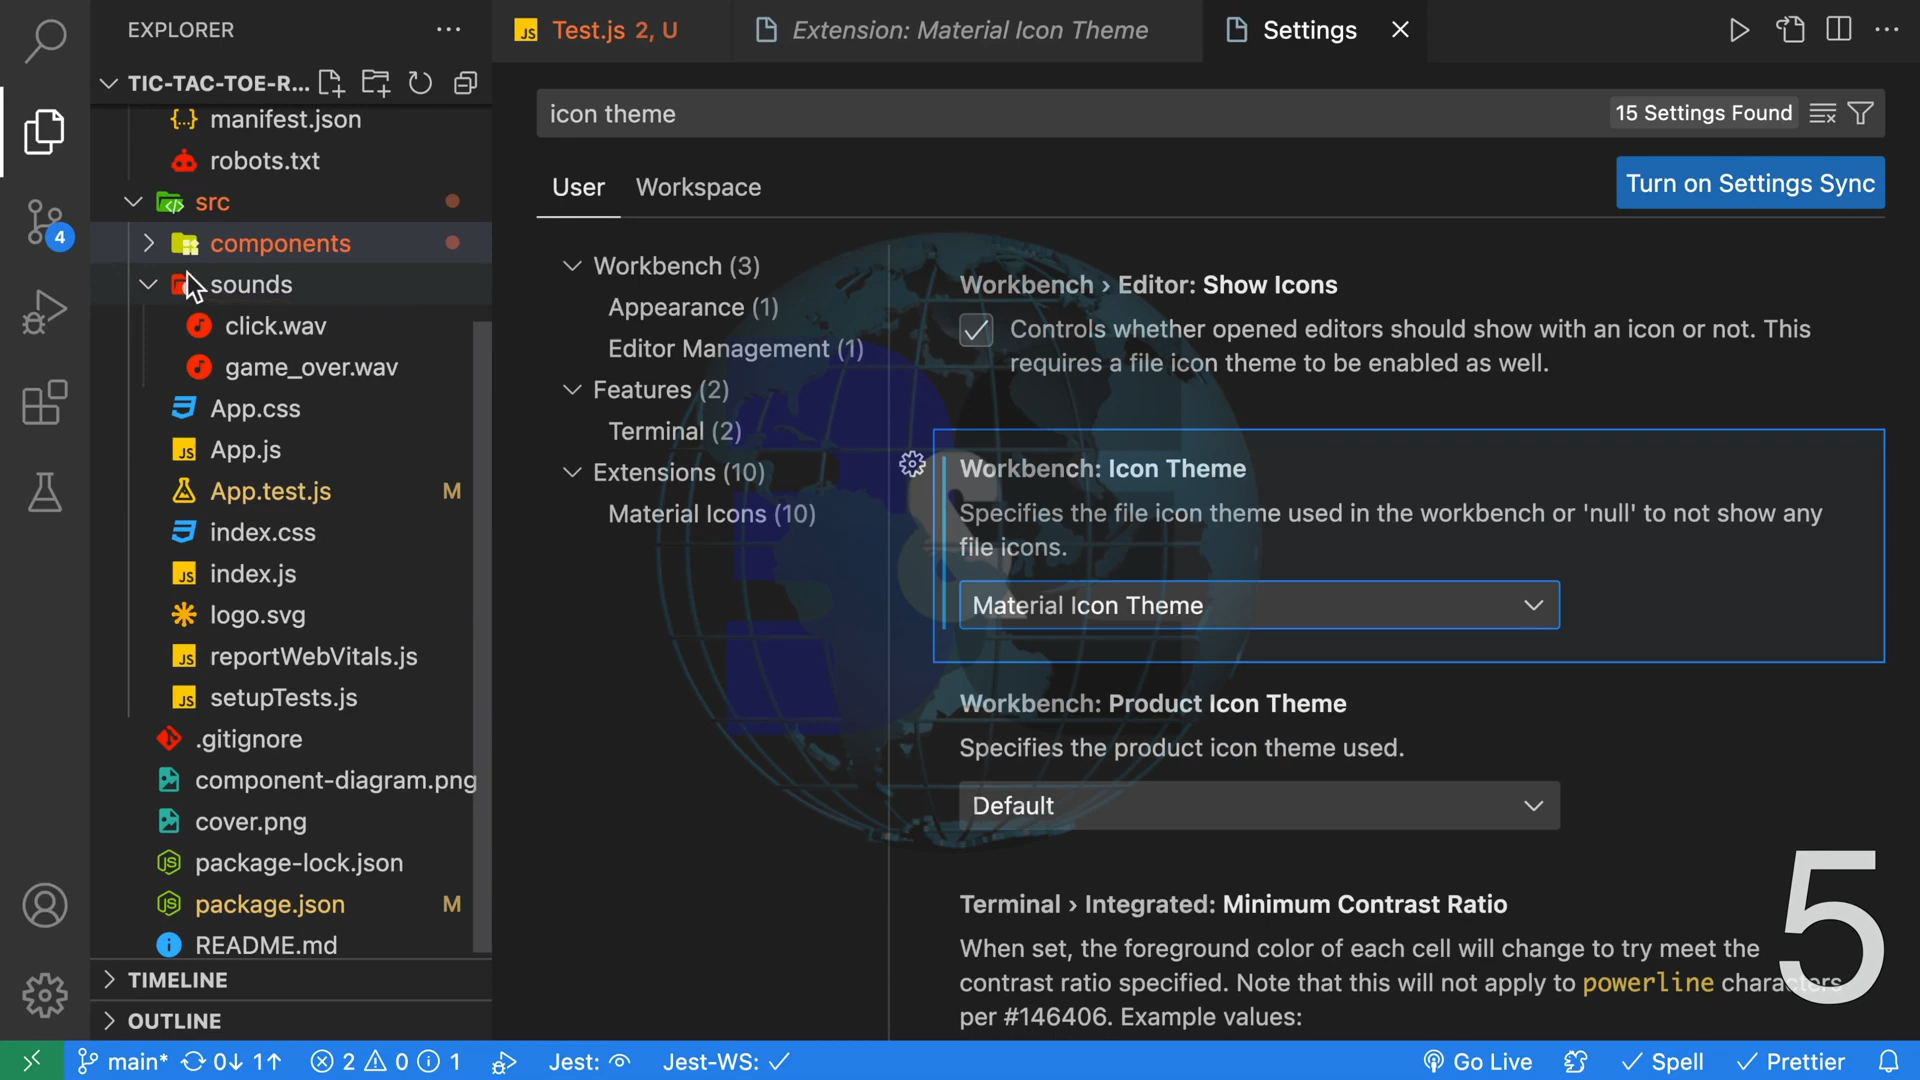 EXPLORER
TIC-TAC-TOE-R...
manifest.json
robots.txt
src
components
sounds
click.wav
game_over.wav
App.css
App.js
App.test.js M
index.css
index.js
logo.svg
reportWebVitals.js
setupTests.js
.gitignore
component-diagram.png
cover.png
package-lock.json
package.json M
README.md
TIMELINE
OUTLINE
4
JS Test.js 2, U
Extension: Material Icon Theme
Settings
icon theme
15 Settings Found
User Workspace
Turn on Settings Sync
Workbench (3)
Appearance (1)
Editor Management (1)
Features (2)
Terminal (2)
Extensions (10)
Material Icons (10)
Workbench › Editor: Show Icons
Controls whether opened editors should show with an icon or not. This
requires a file icon theme to be enabled as well.
Workbench: Icon Theme
Specifies the file icon theme used in the workbench or 'null' to not show any
file icons.
Material Icon Theme
Workbench: Product Icon Theme
Specifies the product icon theme used.
Default
Terminal › Integrated: Minimum Contrast Ratio
When set, the foreground color of each cell will change to try meet the
contrast ratio specified. Note that this will not apply to powerline characters
per #146406. Example values:
5
main* 0↓ 1↑ 2 0 1 Jest: Jest-WS: ✓ Go Live ✓ Spell ✓ Prettier